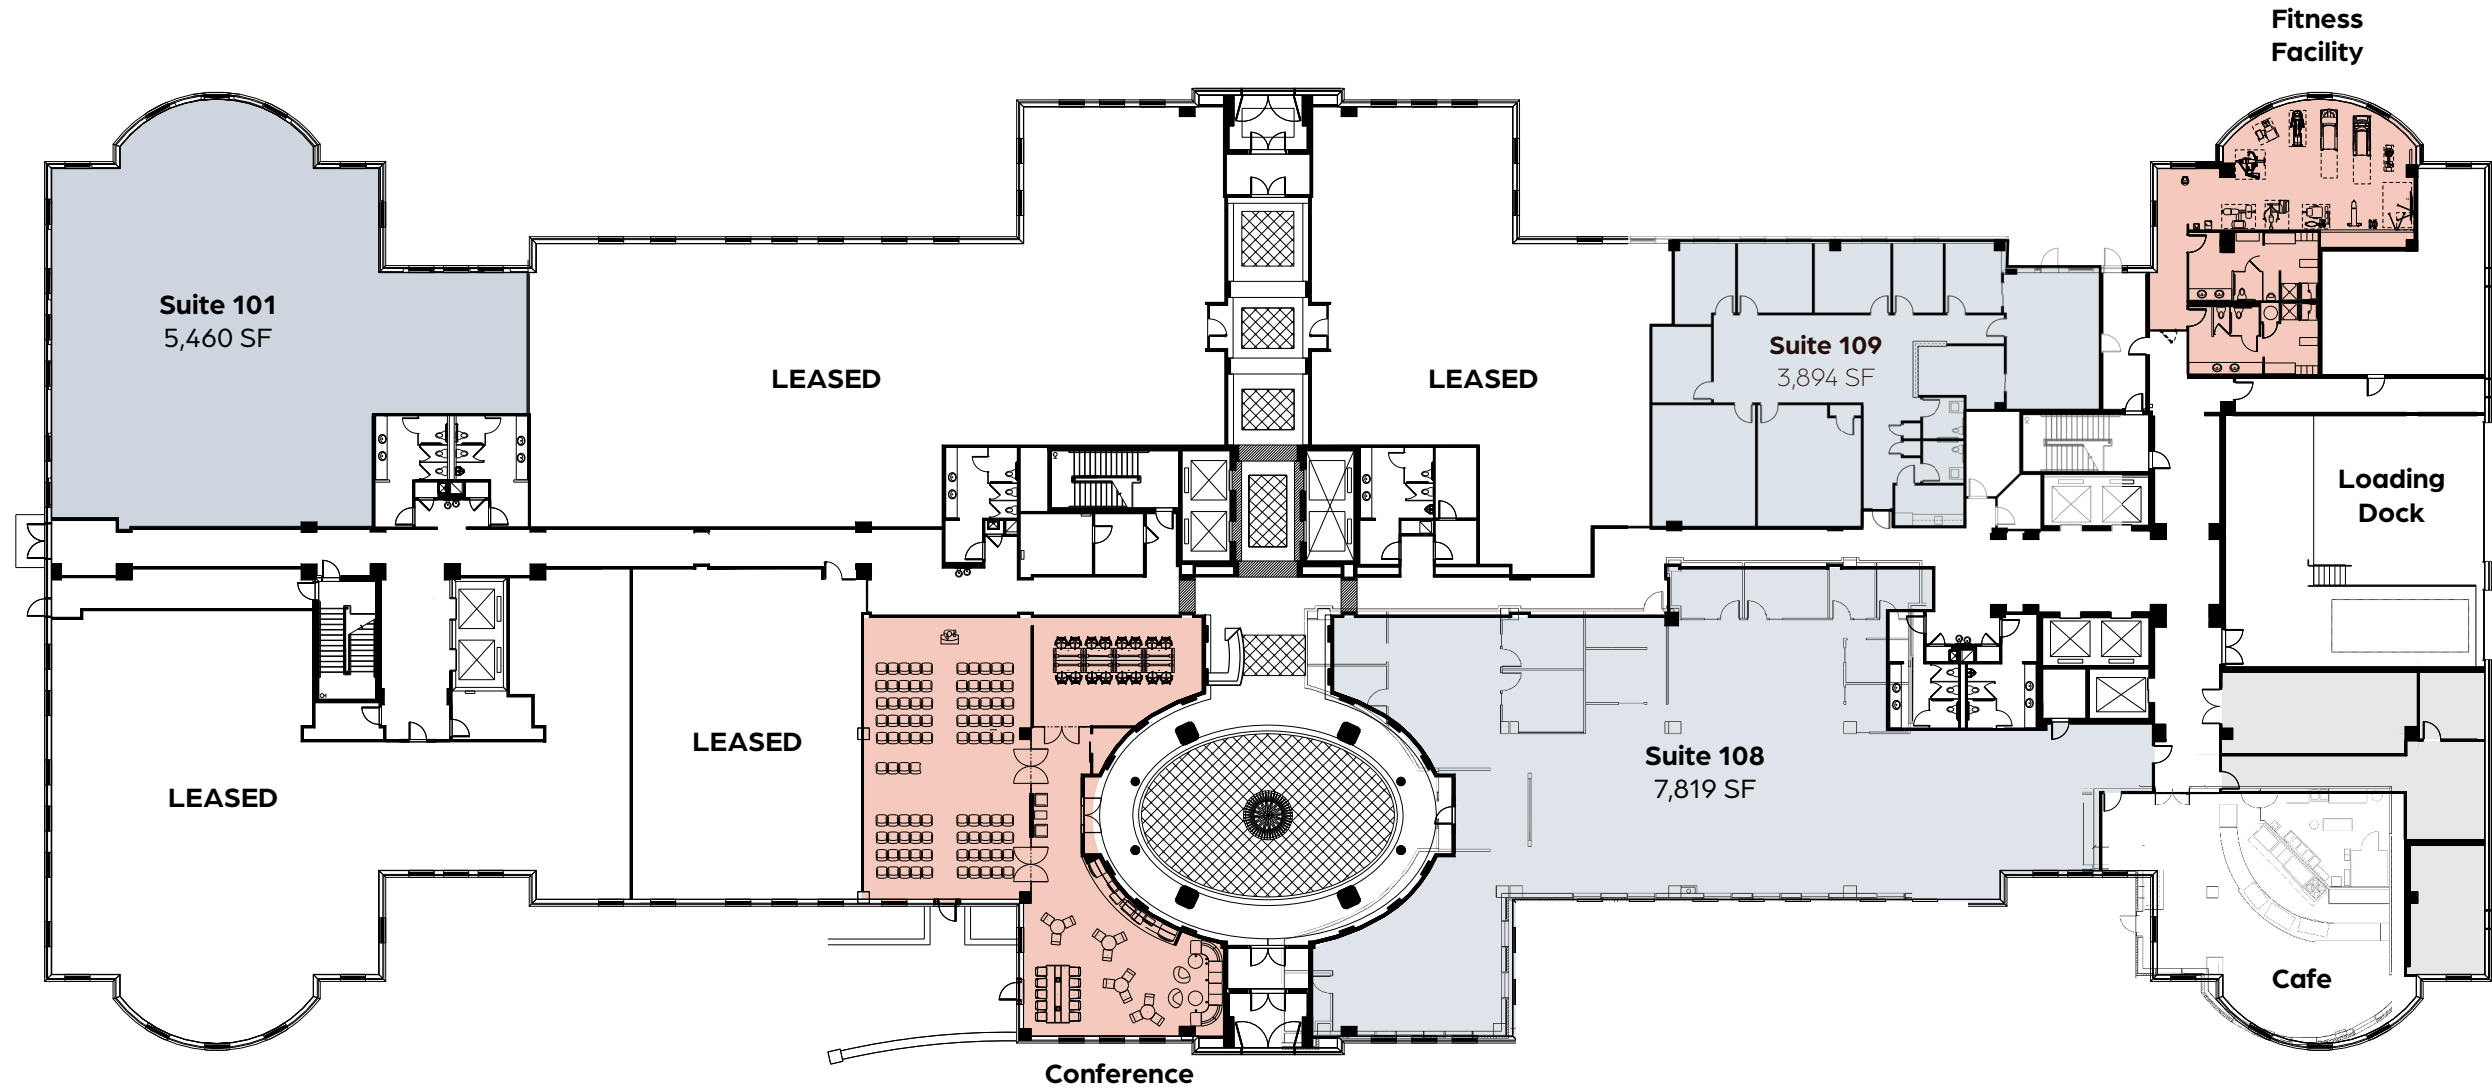 Fitness
Facility
Suite 101
5,460 SF
LEASED
LEASED
Suite 109
3,894 SF
Loading
Dock
LEASED
LEASED
Suite 108
7,819 SF
Cafe
Conference